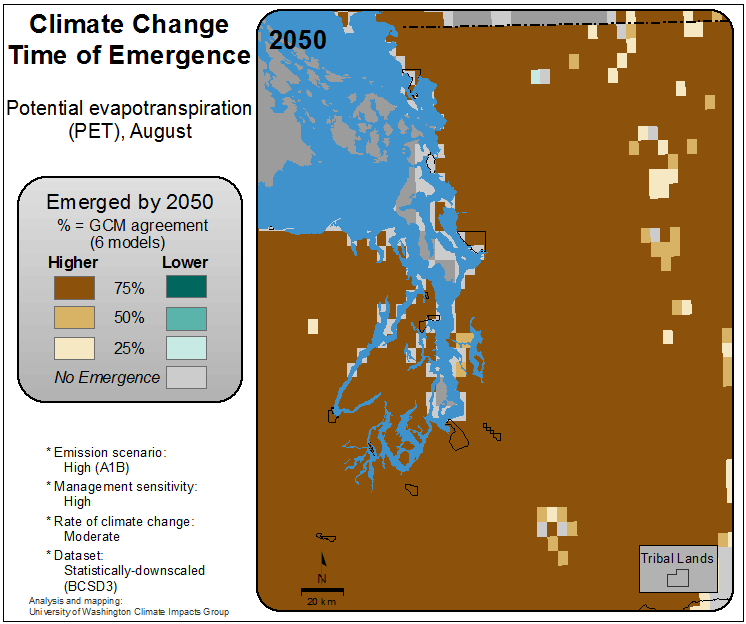 Climate Change
Time of Emergence
Potential evapotranspiration
(PET), August
Emerged by 2050
% = GCM agreement
(6 models)
Higher Lower
75%
50%
25%
No Emergence
* Emission scenario:
High (A1B)
* Management sensitivity:
High
* Rate of climate change:
Moderate
* Dataset:
Statistically-downscaled
(BCSD3)
Analysis and mapping:
University of Washington Climate Impacts Group
2050
N
20 km
Tribal Lands